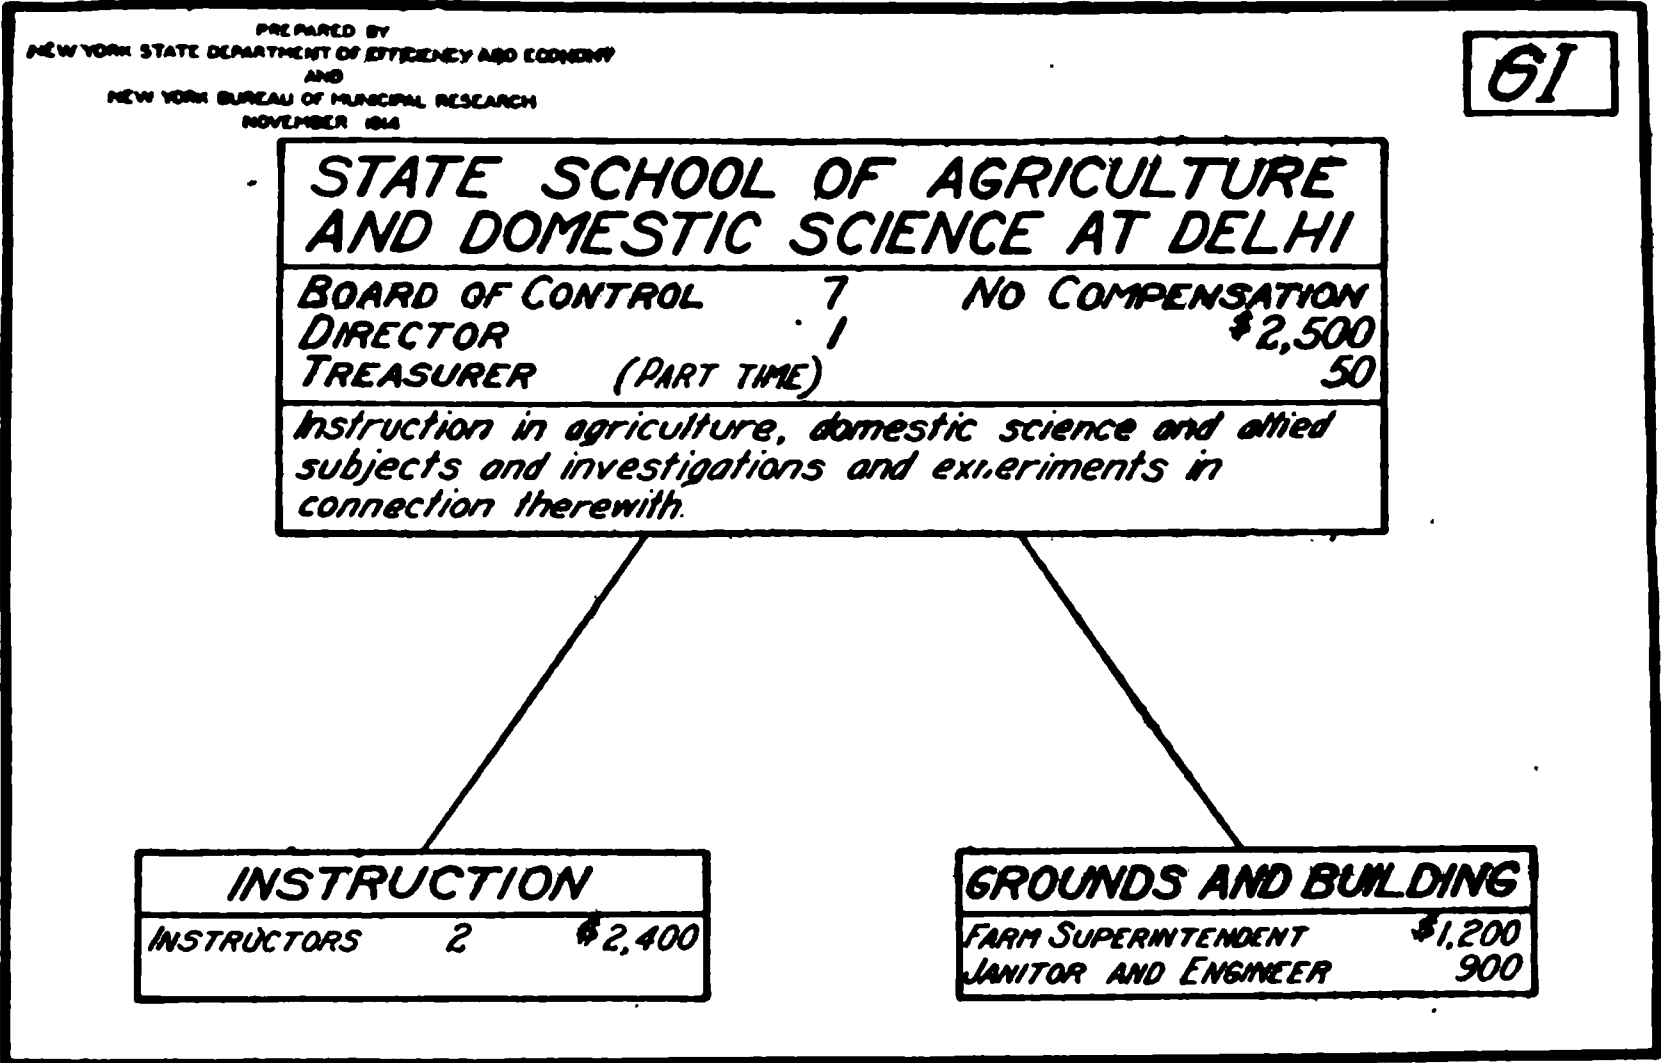 PREPARED BY
NEW YORK STATE DEPARTMENT OF EFFICIENCY AND ECONOMY
AND
NEW YORK BUREAU OF MUNICIPAL RESEARCH
NOVEMBER 1914
61
STATE SCHOOL OF AGRICULTURE
AND DOMESTIC SCIENCE AT DELHI
BOARD OF CONTROL 7 NO COMPENSATION
DIRECTOR 1 $2,500
TREASURER (PART TIME) 50
Instruction in agriculture, domestic science and allied
subjects and investigations and experiments in
connection therewith.
INSTRUCTION
INSTRUCTORS 2 $2,400
GROUNDS AND BUILDING
FARM SUPERINTENDENT $1,200
JANITOR AND ENGINEER 900